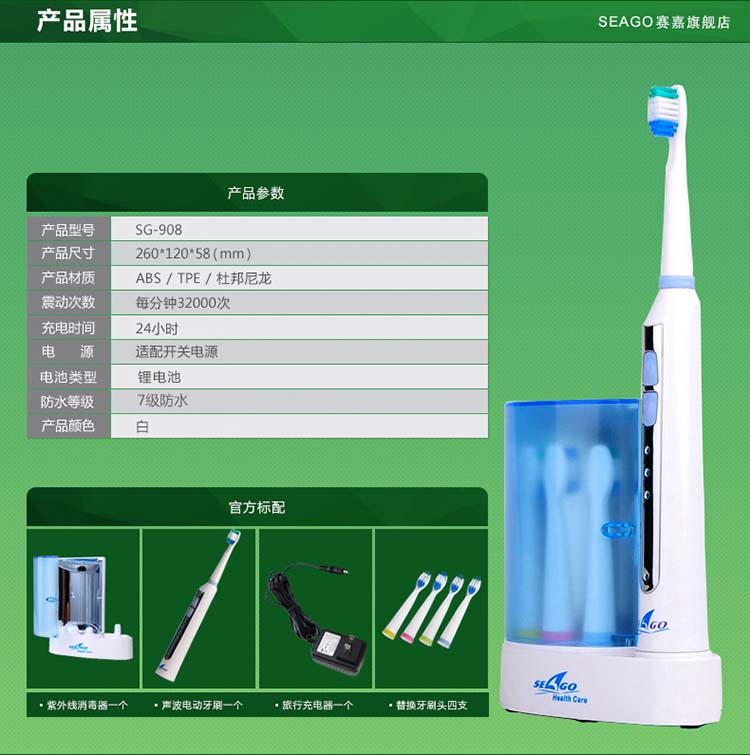 产品属性
SEAGO赛嘉旗舰店
产品参数
产品型号 SG-908
产品尺寸 260*120*58(mm)
产品材质 ABS / TPE / 杜邦尼龙
震动次数 每分钟32000次
充电时间 24小时
电 源 适配开关电源
电池类型 锂电池
防水等级 7级防水
产品颜色 白
官方标配
SEAGO
Health Care
• 紫外线消毒器一个
• 声波电动牙刷一个
• 旅行充电器一个
• 替换牙刷头四支
SEAGO
SEAGO
Health Care